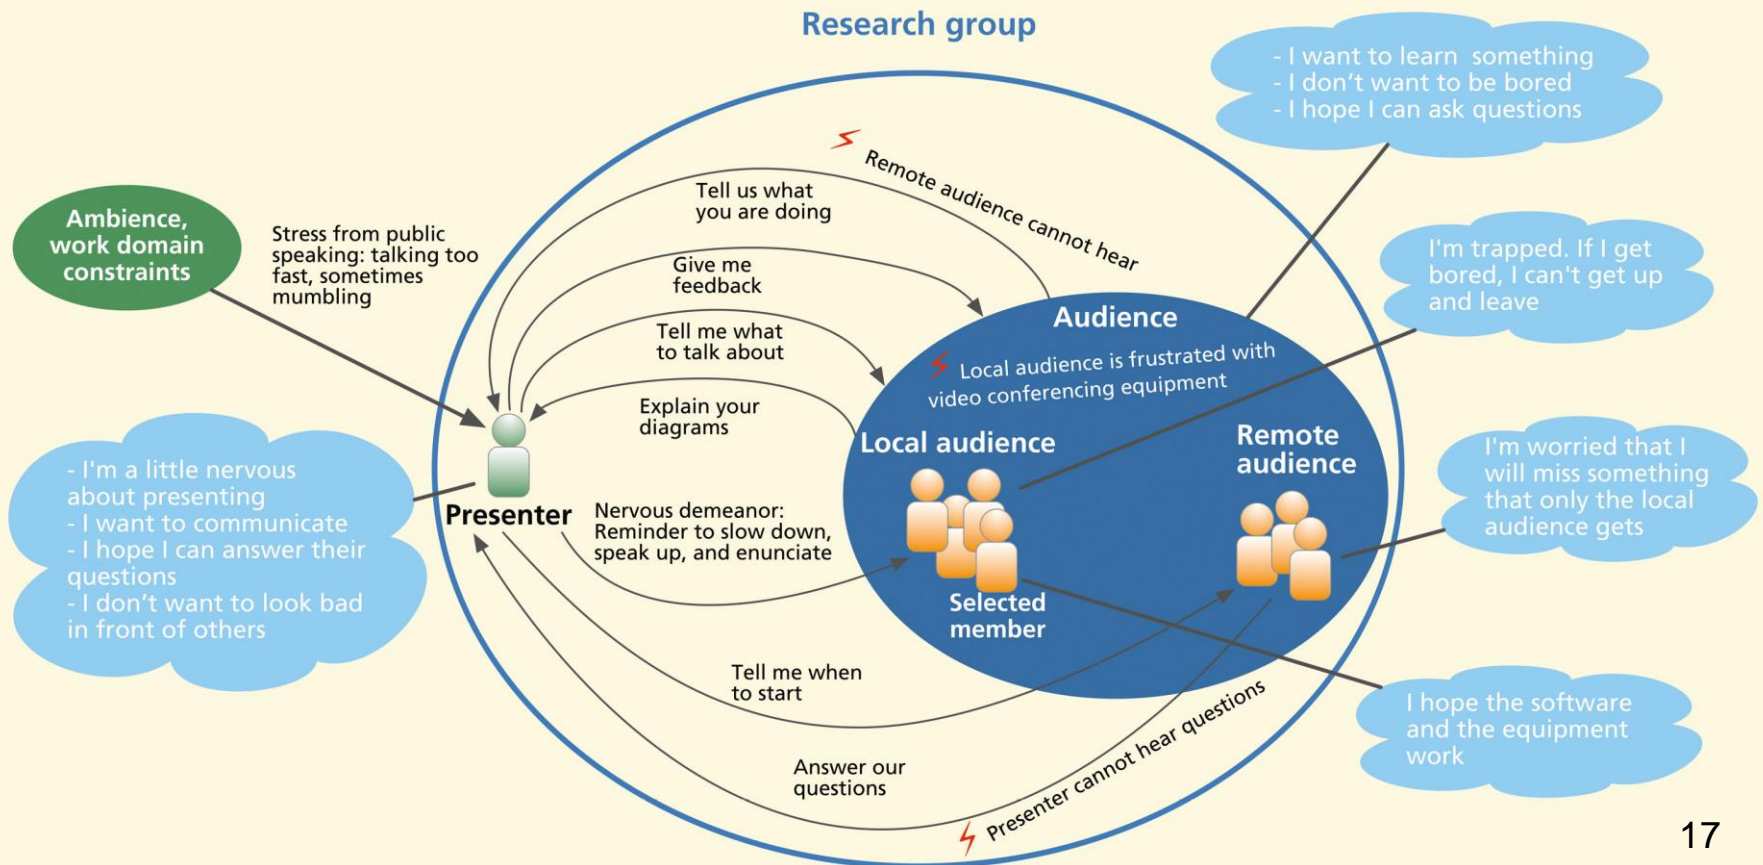 Research group
- I want to learn  something
- I don't want to be bored
- I hope I can ask questions
Remote audience cannot hear
Tell us what
you are doing
Ambience,
work domain
constraints
Stress from public
speaking: talking too
fast, sometimes
mumbling
I'm trapped. If I get
bored, I can't get up
and leave
Give me
feedback
Audience
Tell me what
to talk about
Local audience is frustrated with
video conferencing equipment
Explain your
diagrams
Local audience
Remote
audience
I'm worried that I
will miss something
that only the local
audience gets
- I'm a little nervous
about presenting
- I want to communicate
- I hope I can answer their
questions
- I don't want to look bad
in front of others
Presenter
Nervous demeanor:
Reminder to slow down,
speak up, and enunciate
Selected
member
Tell me when
to start
I hope the software
and the equipment
work
Answer our
questions
Presenter cannot hear questions
17